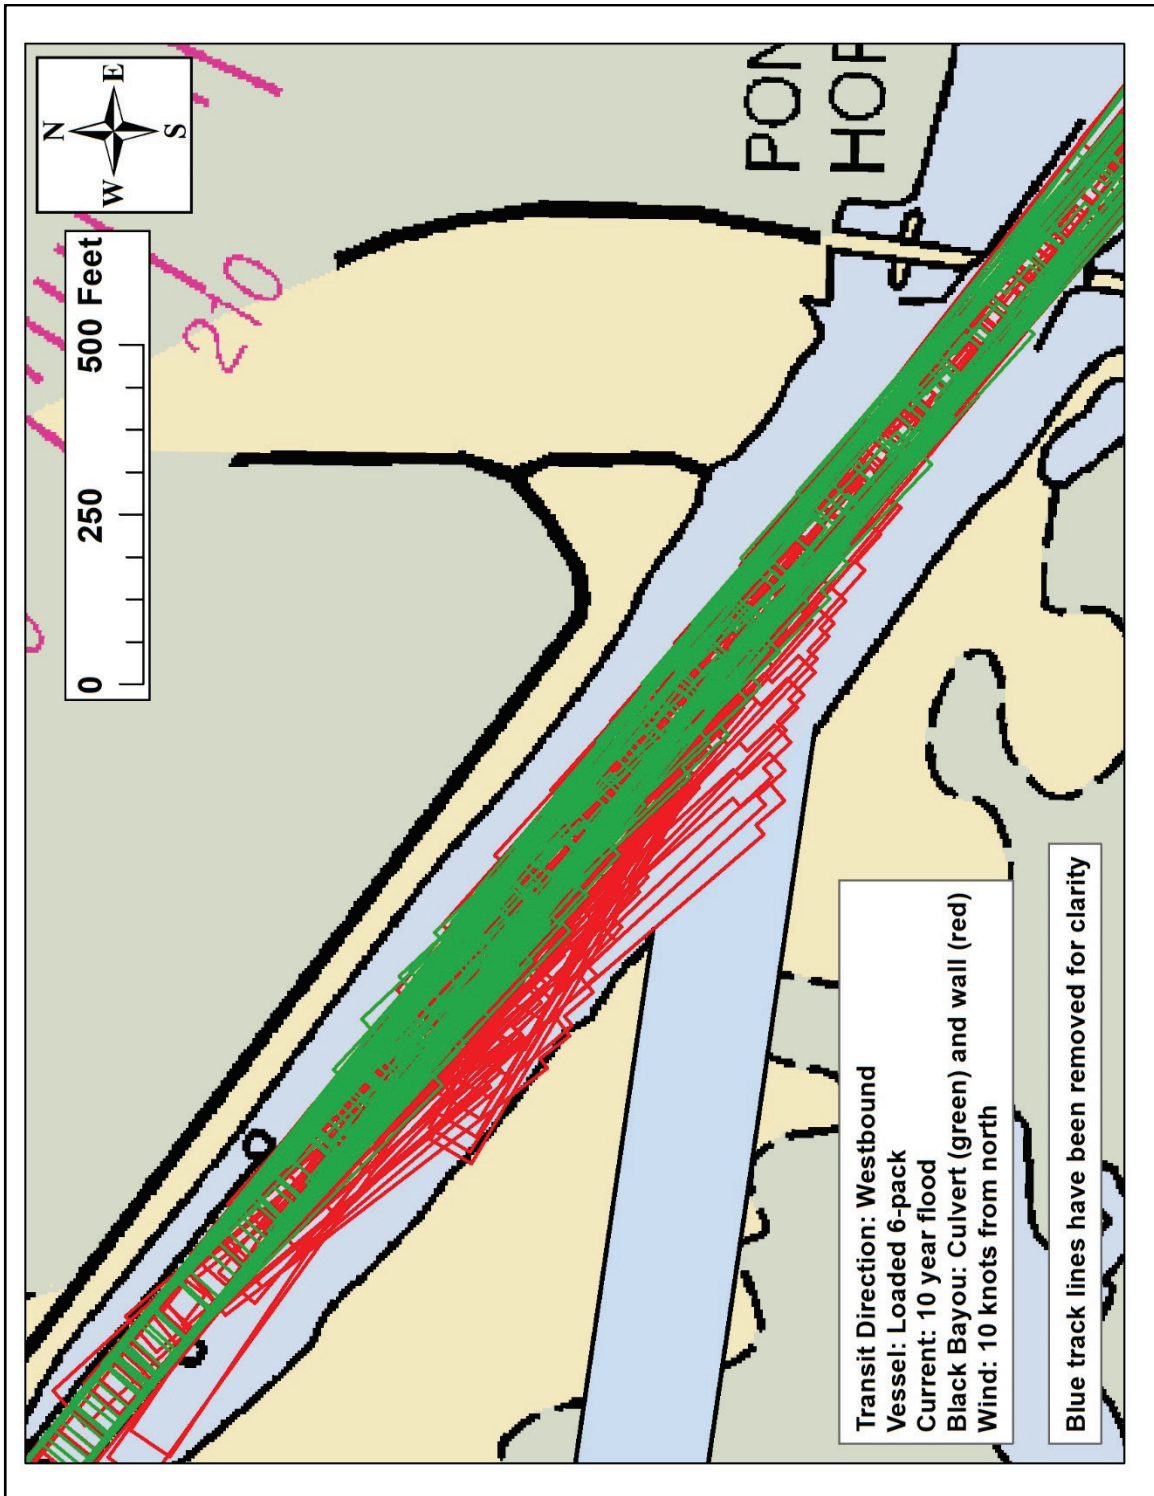 N
W
E
S
0 250 500 Feet
210
0
PON
Transit Direction: Westbound
Vessel: Loaded 6-pack
Current: 10 year flood
Black Bayou: Culvert (green) and wall (red)
Wind: 10 knots from north
Blue track lines have been removed for clarity